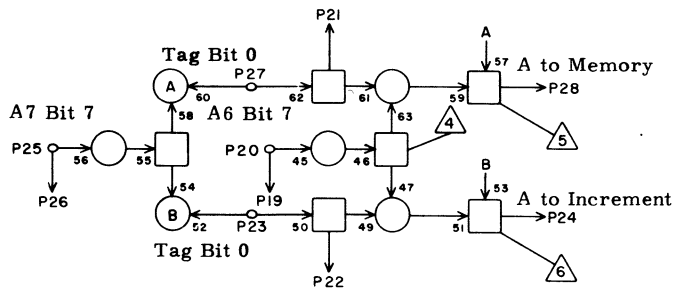 P21
Tag Bit 0
A
57
A to Memory
A
P27
60
62
61
59
P28
A7 Bit 7
58
A6 Bit 7
63
4
5
P25
56
55
P20
45
46
P26
54
P19
47
B
53
A to Increment
B
52
P23
50
49
51
P24
Tag Bit 0
P22
6